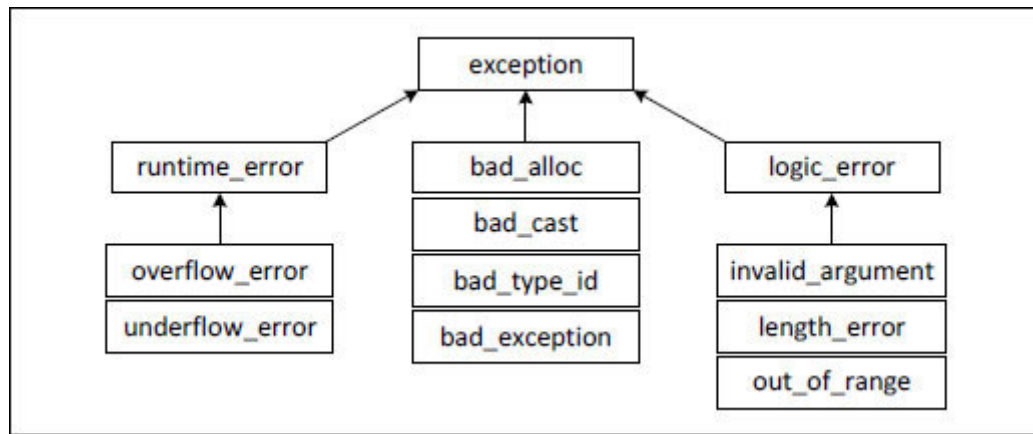 exception
runtime_error
bad_alloc
logic_error
bad_cast
overflow_error
invalid_argument
bad_type_id
underflow_error
length_error
bad_exception
out_of_range